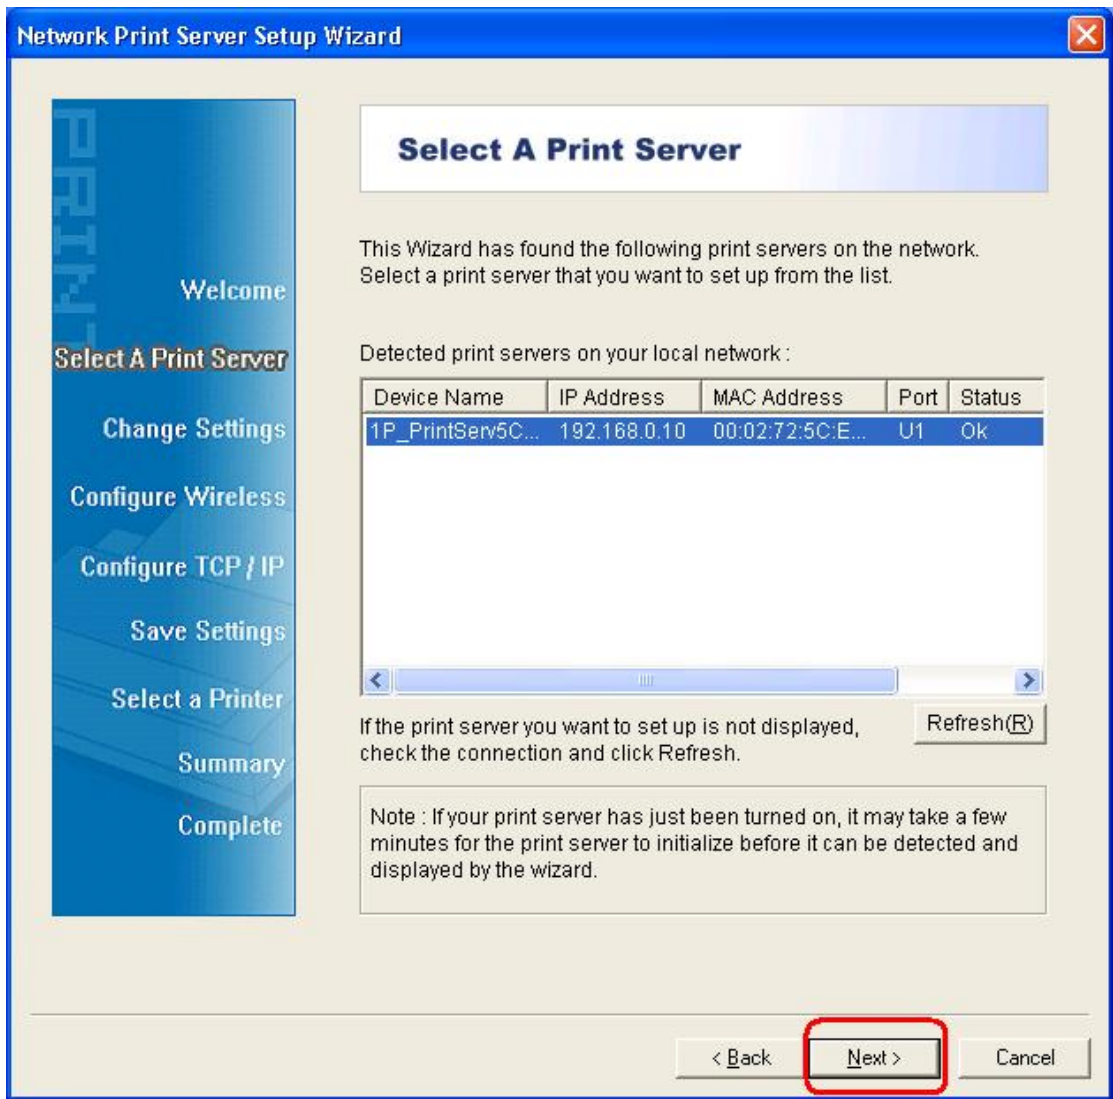 Network Print Server Setup Wizard
PRINT
Welcome
Select A Print Server
Change Settings
Configure Wireless
Configure TCP / IP
Save Settings
Select a Printer
Summary
Complete
Select A Print Server
This Wizard has found the following print servers on the network.
Select a print server that you want to set up from the list.
Detected print servers on your local network :
Device Name IP Address MAC Address Port Status
1P_PrintServ5C... 192.168.0.10 00:02:72:5C:E... U1 Ok
If the print server you want to set up is not displayed,
check the connection and click Refresh.
Refresh(R)
Note : If your print server has just been turned on, it may take a few
minutes for the print server to initialize before it can be detected and
displayed by the wizard.
< Back Next > Cancel